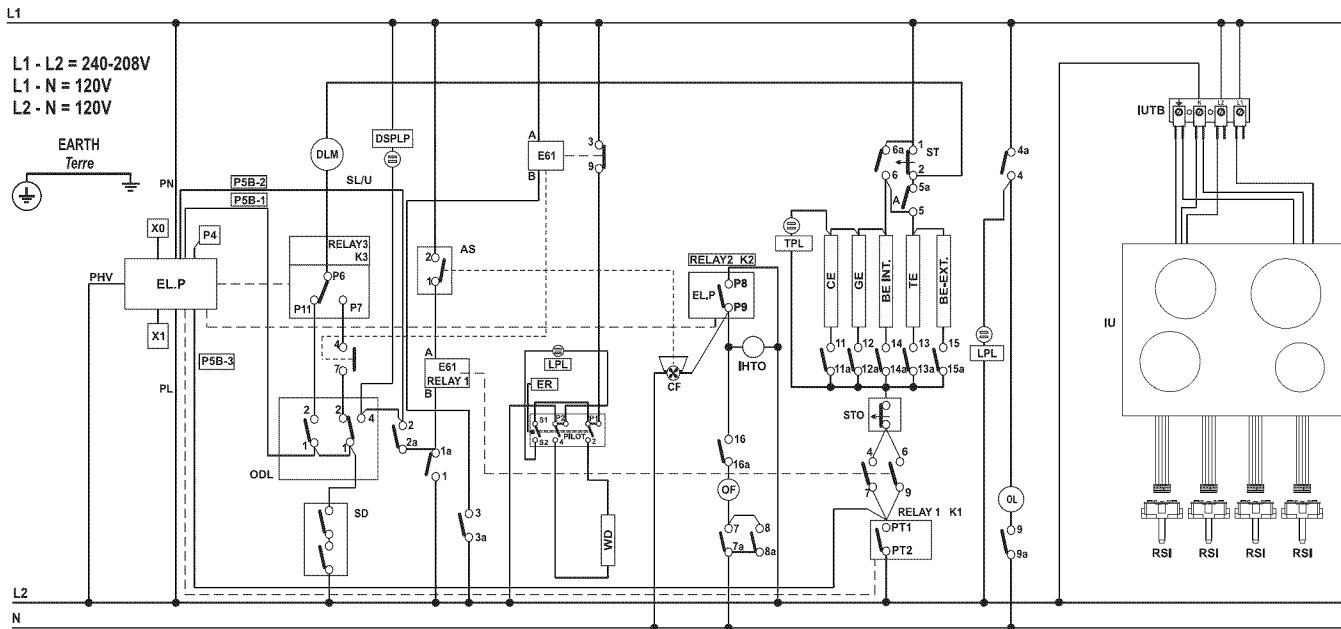 L1
L1 - L2 = 240-208V
L1 - N = 120V
L2 - N = 120V
EARTH
Terre
PN
P5B-2
P5B-1
SL/U
X0
P4
PHV
EL.P
X1
P5B-3
PL
DLM
DSPLP
RELAY3
K3
P6
P11
P7
4
7
2
2
4
1
1
ODL
SD
2
2a
1a
1
3
3a
2
1
AS
A
E61
RELAY 1
B
A
E61
B
3
9
LPL
ER
S1
P2
P1
PILOT
S2
4
2
WD
CF
RELAY2 K2
EL.P
P8
P9
IHTO
16
16a
OF
7
8
7a
8a
6a
1
ST
6
2
5a
A
5
TPL
CE
GE
BE INT.
TE
BE-EXT.
11
12
14
13
15
11a
12a
14a
13a
15a
STO
4
6
7
9
RELAY 1 K1
PT1
PT2
4a
4
LPL
OL
9
9a
IUTB
N
L2
L1
IU
RSI
RSI
RSI
RSI
L2
N